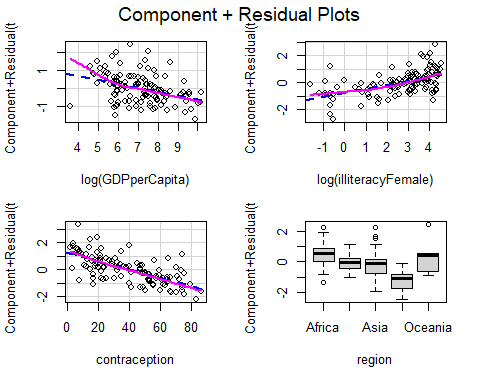 Component + Residual Plots
Component+Residual(t
1
-1
4 5 6 7 8 9
log(GDPperCapita)
Component+Residual(t
2
0
-2
-1 0 1 2 3 4
log(illiteracyFemale)
Component+Residual(t
2
0
-2
0 20 40 60 80
contraception
Component+Residual(t
2
0
-2
Africa Asia Oceania
region